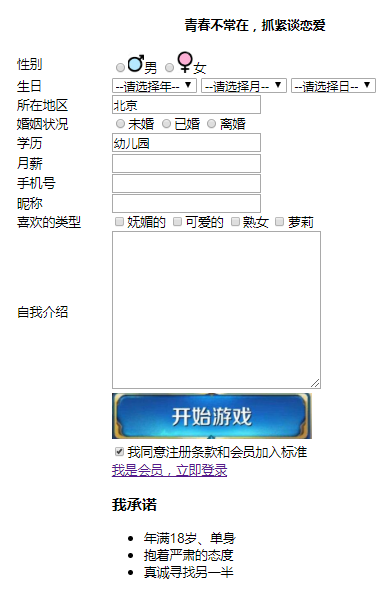 青春不常在，抓紧谈恋爱
性别 男 女
生日 --请选择年-- --请选择月-- --请选择日--
所在地区 北京
婚姻状况 未婚 已婚 离婚
学历 幼儿园
月薪
手机号
昵称
喜欢的类型 妩媚的 可爱的 熟女 萝莉
自我介绍
开始游戏
我同意注册条款和会员加入标准
我是会员，立即登录
我承诺
年满18岁、单身
抱着严肃的态度
真诚寻找另一半